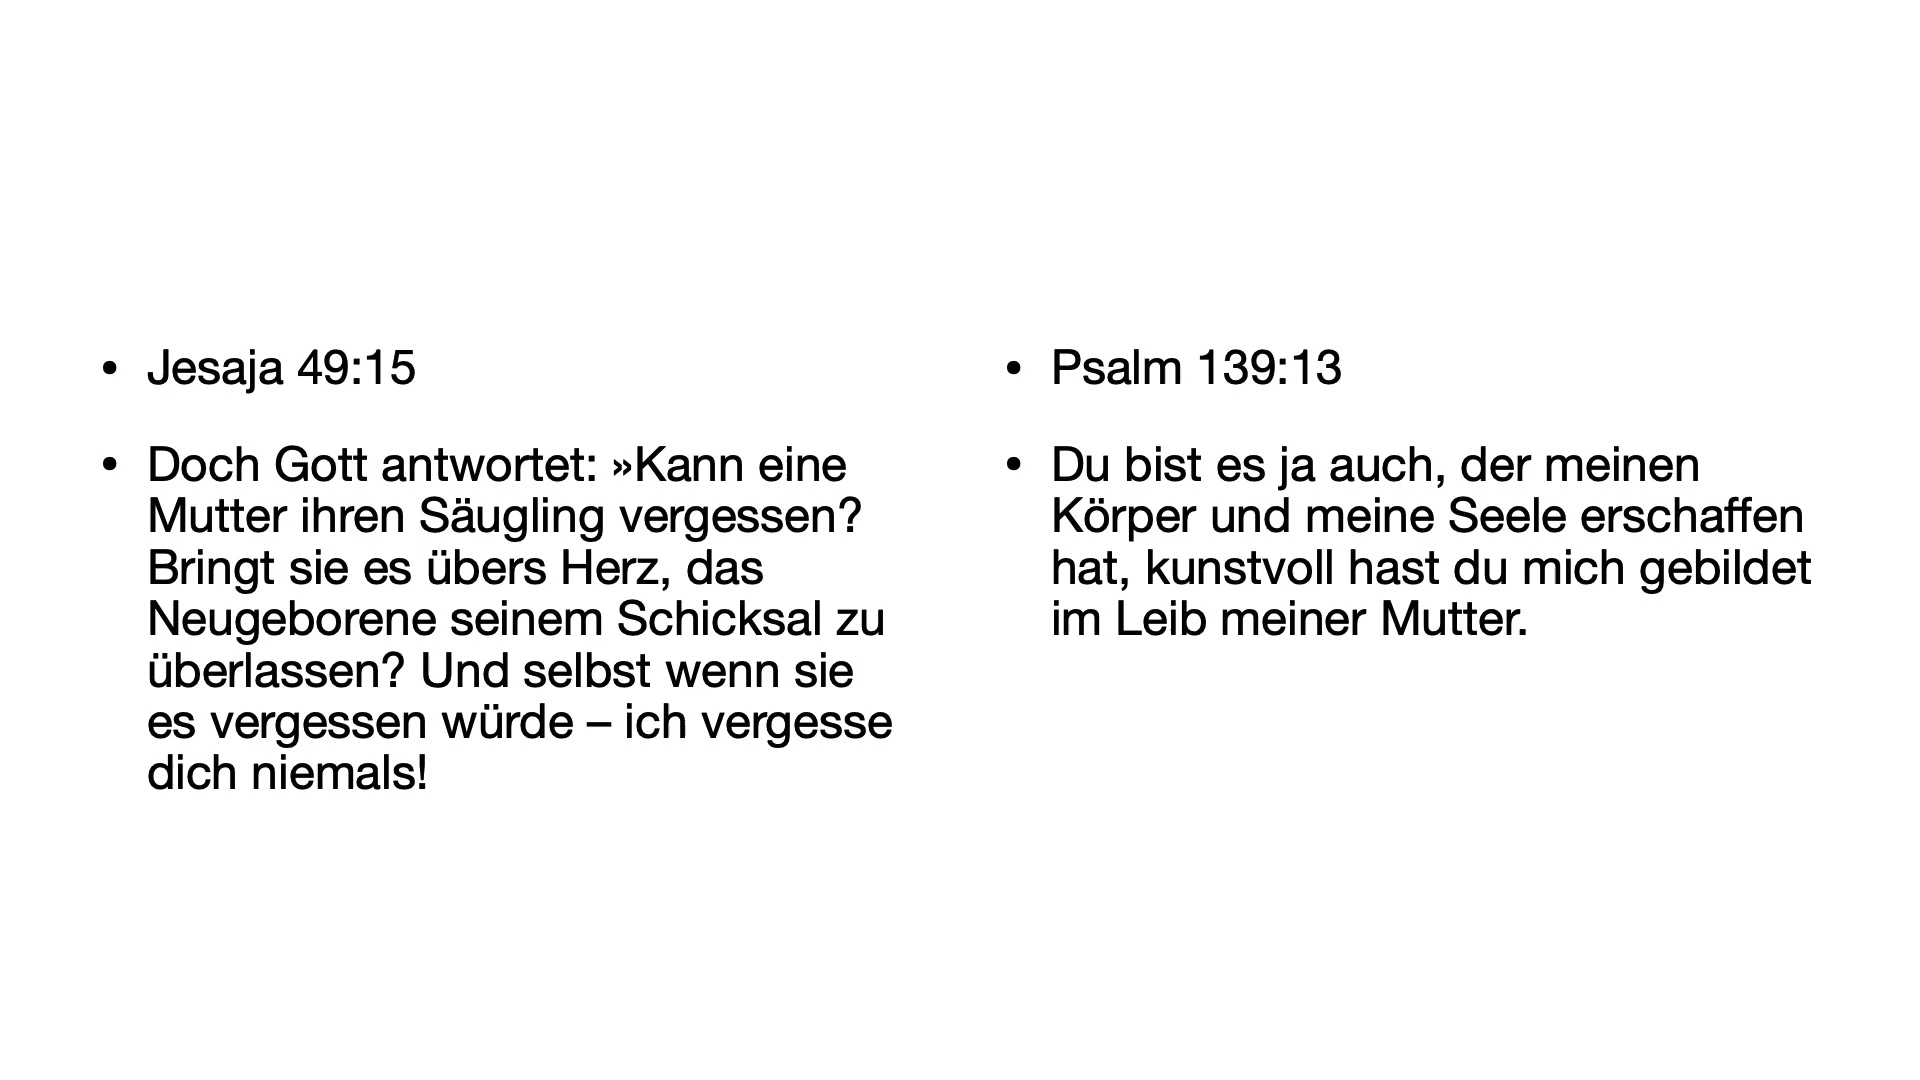 • Jesaja 49:15
• Doch Gott antwortet: »Kann eine
Mutter ihren Säugling vergessen?
Bringt sie es übers Herz, das
Neugeborene seinem Schicksal zu
überlassen? Und selbst wenn sie
es vergessen würde – ich vergesse
dich niemals!
• Psalm 139:13
• Du bist es ja auch, der meinen
Körper und meine Seele erschaffen
hat, kunstvoll hast du mich gebildet
im Leib meiner Mutter.